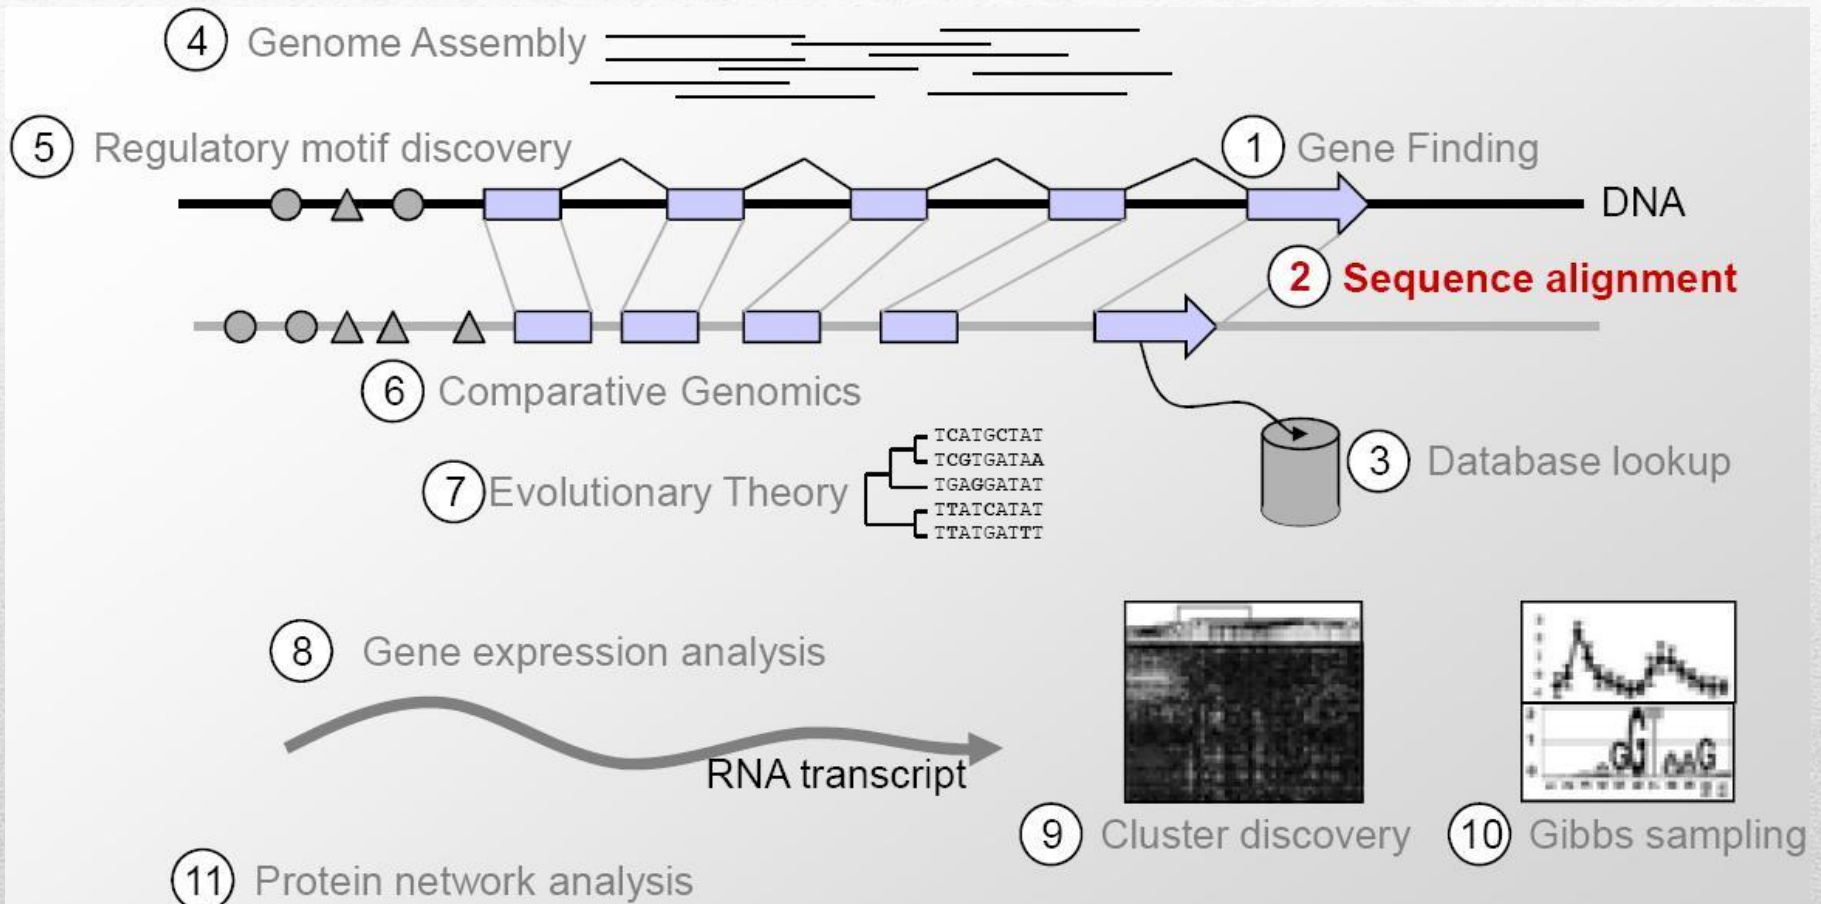 4 Genome Assembly
5 Regulatory motif discovery
1 Gene Finding
DNA
2 Sequence alignment
6 Comparative Genomics
TCATGCTAT
TCGTGATAA
7 Evolutionary Theory
TGAGGATAT
TTATCATAT
TTATGATTT
3 Database lookup
8 Gene expression analysis
RNA transcript
9 Cluster discovery
10 Gibbs sampling
11 Protein network analysis